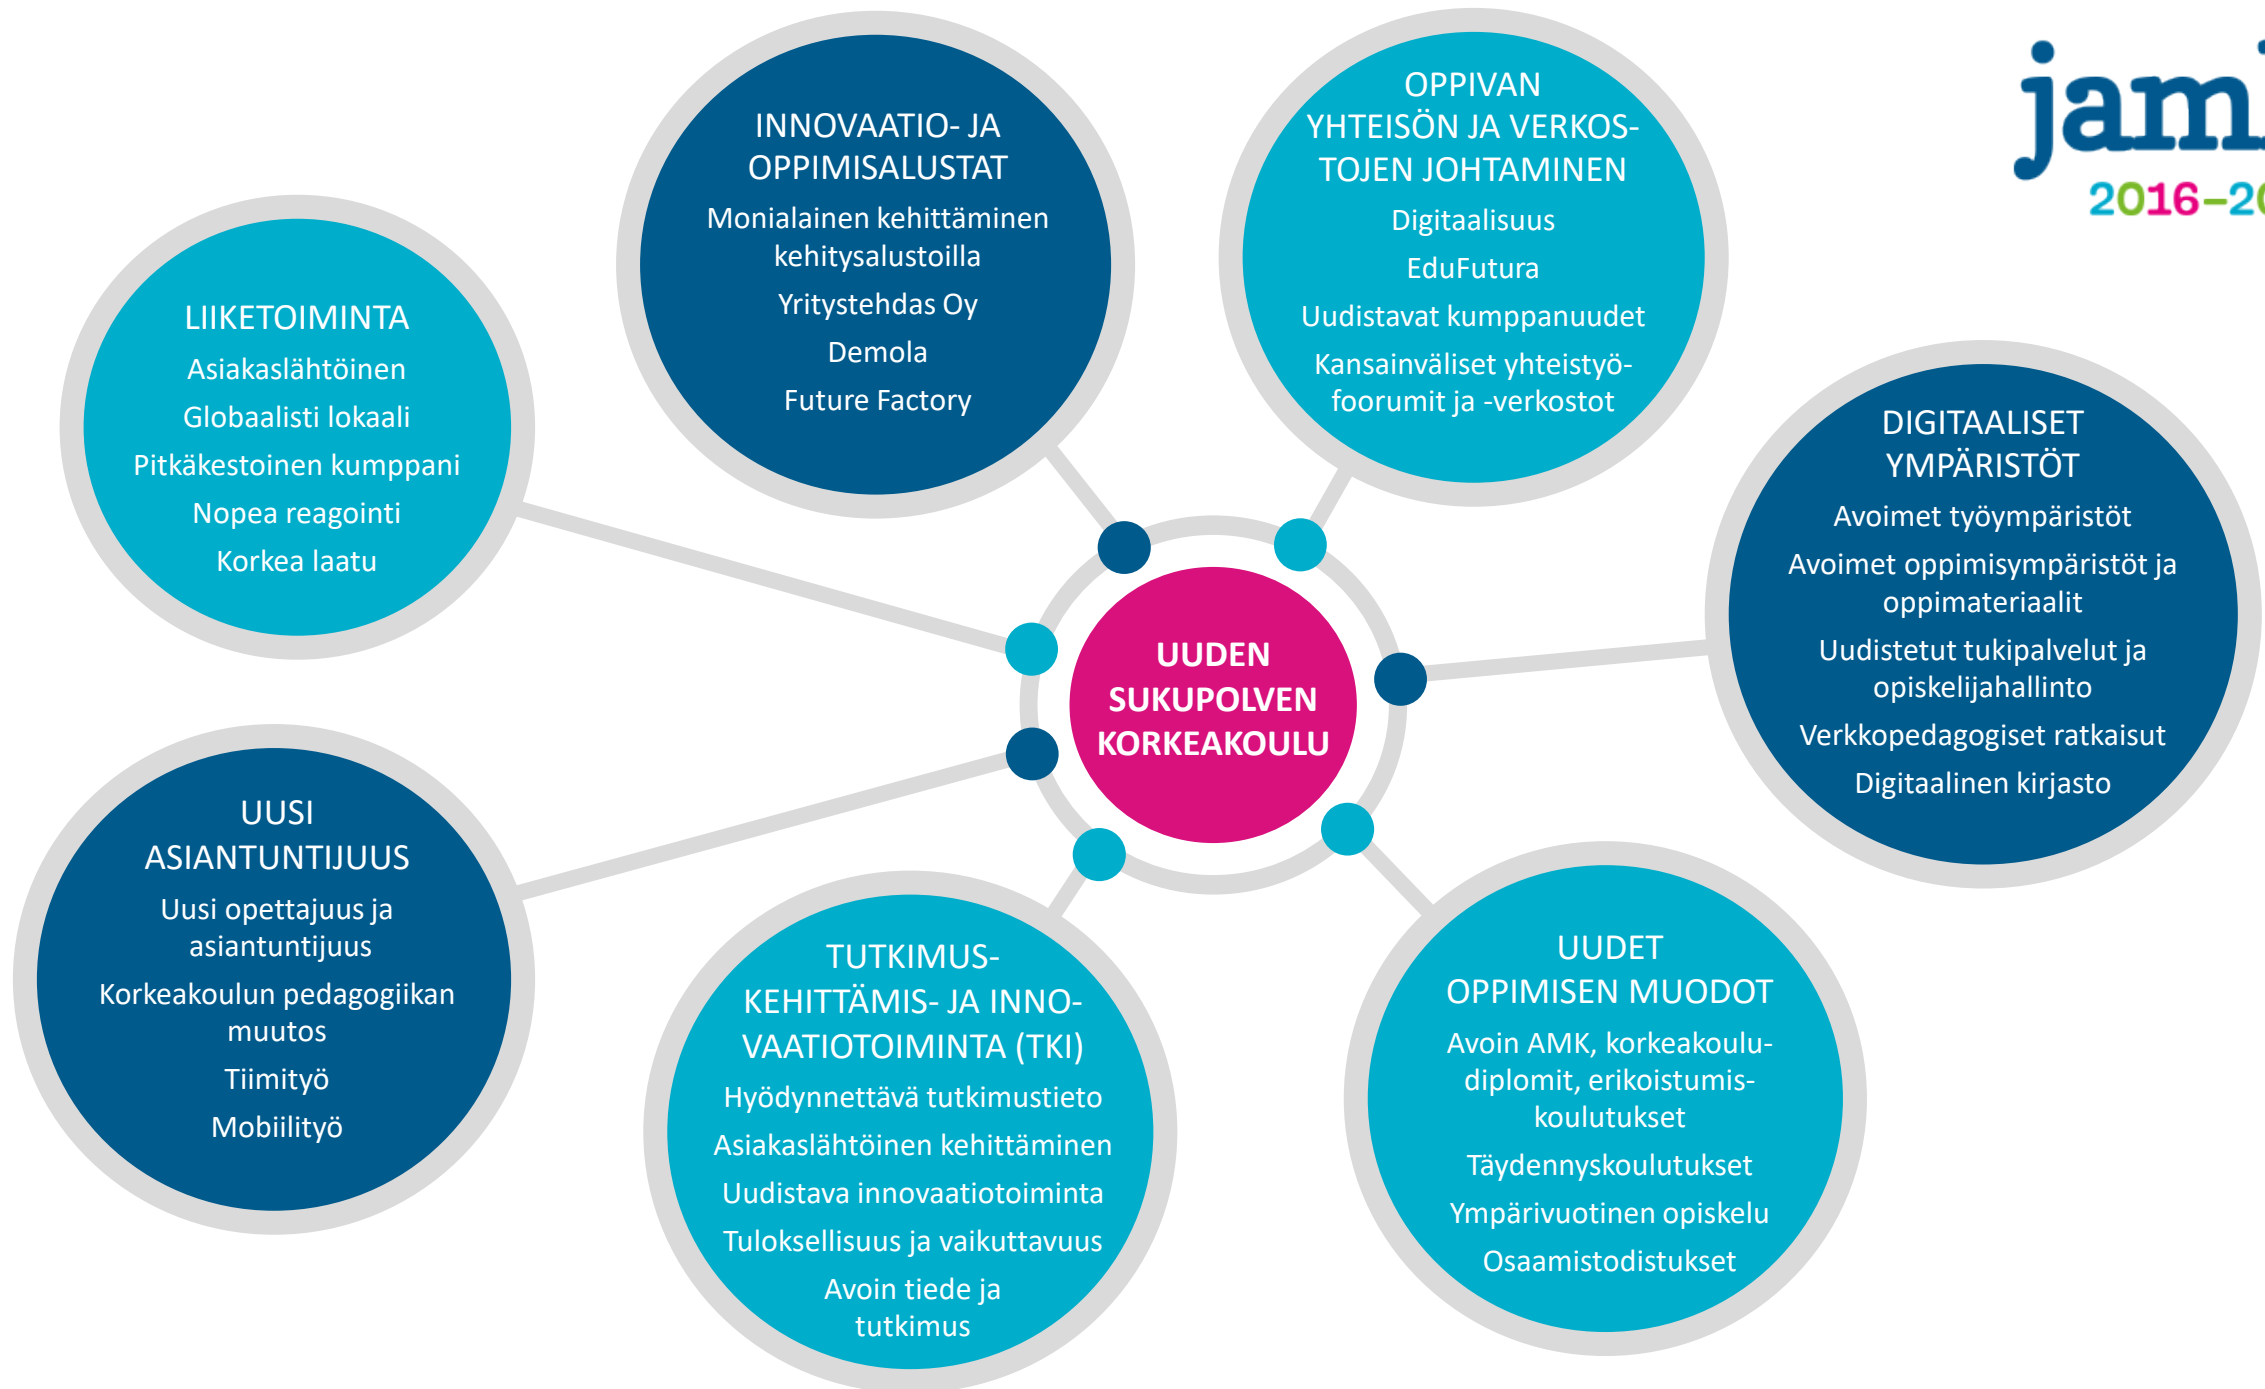 LIIKETOIMINTA
Asiakaslähtöinen
Globaalisti lokaali
Pitkäkestoinen kumppani
Nopea reagointi
Korkea laatu
INNOVAATIO- JA
OPPIMISALUSTAT
Monialainen kehittäminen
kehitysalustoilla
Yritystehdas Oy
Demola
Future Factory
OPPIVAN
YHTEISÖN JA VERKOS-
TOJEN JOHTAMINEN
Digitaalisuus
EduFutura
Uudistavat kumppanuudet
Kansainväliset yhteistyö-
foorumit ja -verkostot
DIGITAALISET
YMPÄRISTÖT
Avoimet työympäristöt
Avoimet oppimisympäristöt ja
oppimateriaalit
Uudistetut tukipalvelut ja
opiskelijahallinto
Verkkopedagogiset ratkaisut
Digitaalinen kirjasto
UUDEN
SUKUPOLVEN
KORKEAKOULU
UUSI
ASIANTUNTIJUUS
Uusi opettajuus ja
asiantuntijuus
Korkeakoulun pedagogiikan
muutos
Tiimityö
Mobiilityö
TUTKIMUS-
KEHITTÄMIS- JA INNO-
VAATIOTOIMINTA (TKI)
Hyödynnettävä tutkimustieto
Asiakaslähtöinen kehittäminen
Uudistava innovaatiotoiminta
Tuloksellisuus ja vaikuttavuus
Avoin tiede ja
tutkimus
UUDET
OPPIMISEN MUODOT
Avoin AMK, korkeakoulu-
diplomit, erikoistumis-
koulutukset
Täydennyskoulutukset
Ympärivuotinen opiskelu
Osaamistodistukset
jam
2016–20